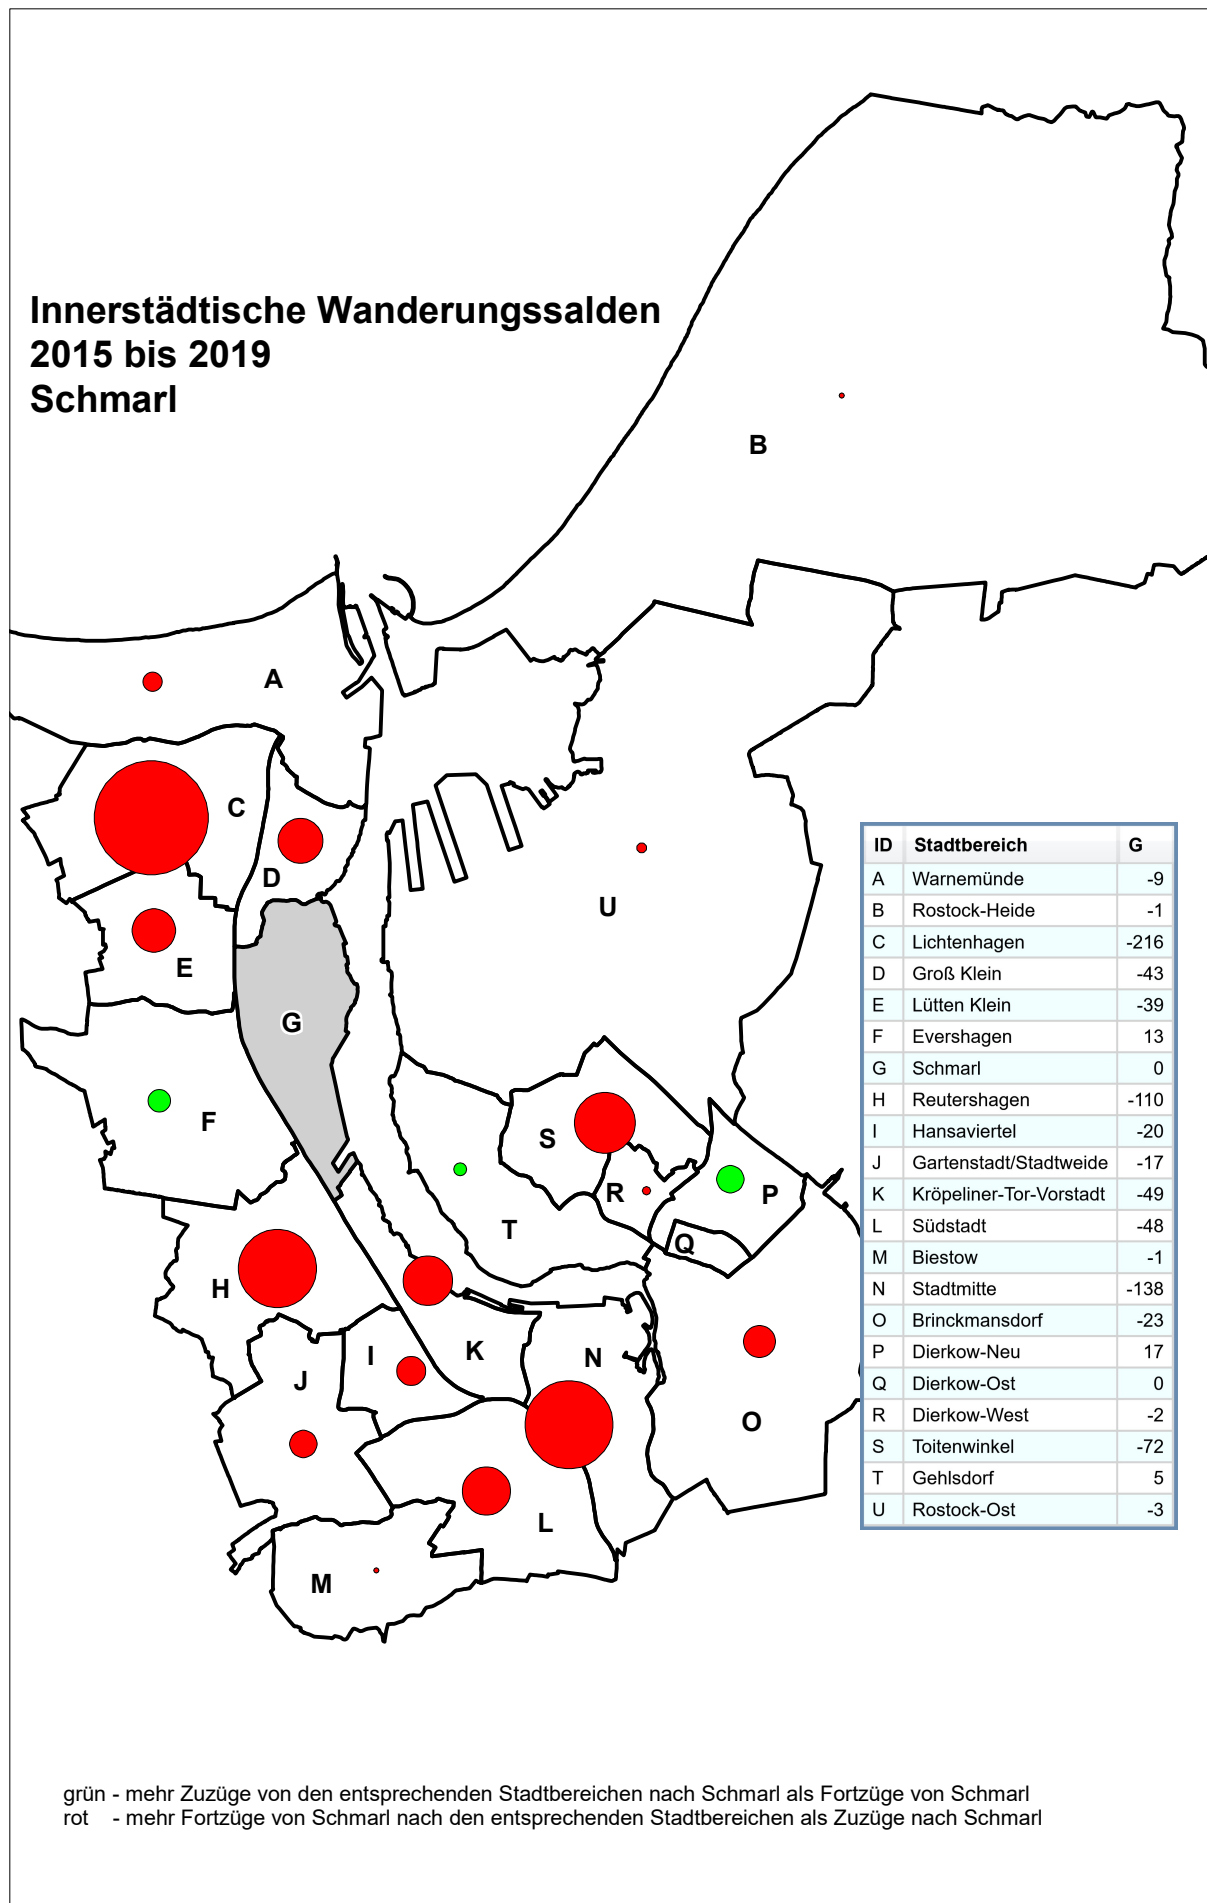 Innerstädtische Wanderungssalden
2015 bis 2019
Schmarl
B
A
C
D
U
E
G
F
S
R
P
T
Q
H
I
K
N
J
O
L
M
ID Stadtbereich G
A Warnemünde -9
B Rostock-Heide -1
C Lichtenhagen -216
D Groß Klein -43
E Lütten Klein -39
F Evershagen 13
G Schmarl 0
H Reutershagen -110
I Hansaviertel -20
J Gartenstadt/Stadtweide -17
K Kröpeliner-Tor-Vorstadt -49
L Südstadt -48
M Biestow -1
N Stadtmitte -138
O Brinckmansdorf -23
P Dierkow-Neu 17
Q Dierkow-Ost 0
R Dierkow-West -2
S Toitenwinkel -72
T Gehlsdorf 5
U Rostock-Ost -3
grün - mehr Zuzüge von den entsprechenden Stadtbereichen nach Schmarl als Fortzüge von Schmarl
rot - mehr Fortzüge von Schmarl nach den entsprechenden Stadtbereichen als Zuzüge nach Schmarl